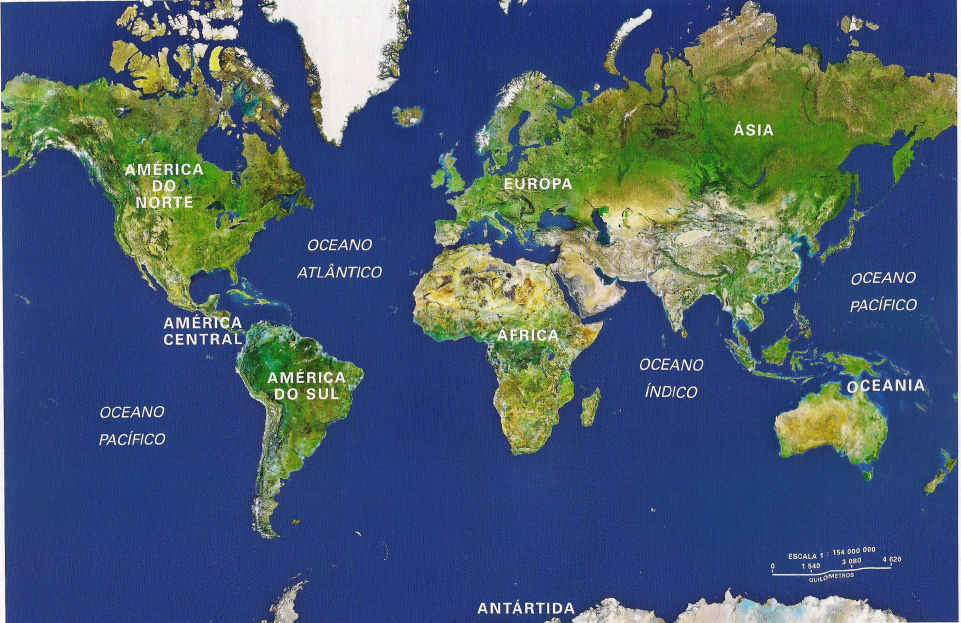 ÁSIA
AMÉRICA
DO
NORTE
EUROPA
OCEANO
ATLÂNTICO
OCEANO
PACÍFICO
AMÉRICA
CENTRAL
ÁFRICA
OCEANO
ÍNDICO
AMÉRICA
DO SUL
OCEANIA
OCEANO
PACÍFICO
ESCALA 1 : 154 000 000
0 1 540 3 080 4 620
QUILÓMETROS
ANTÁRTIDA